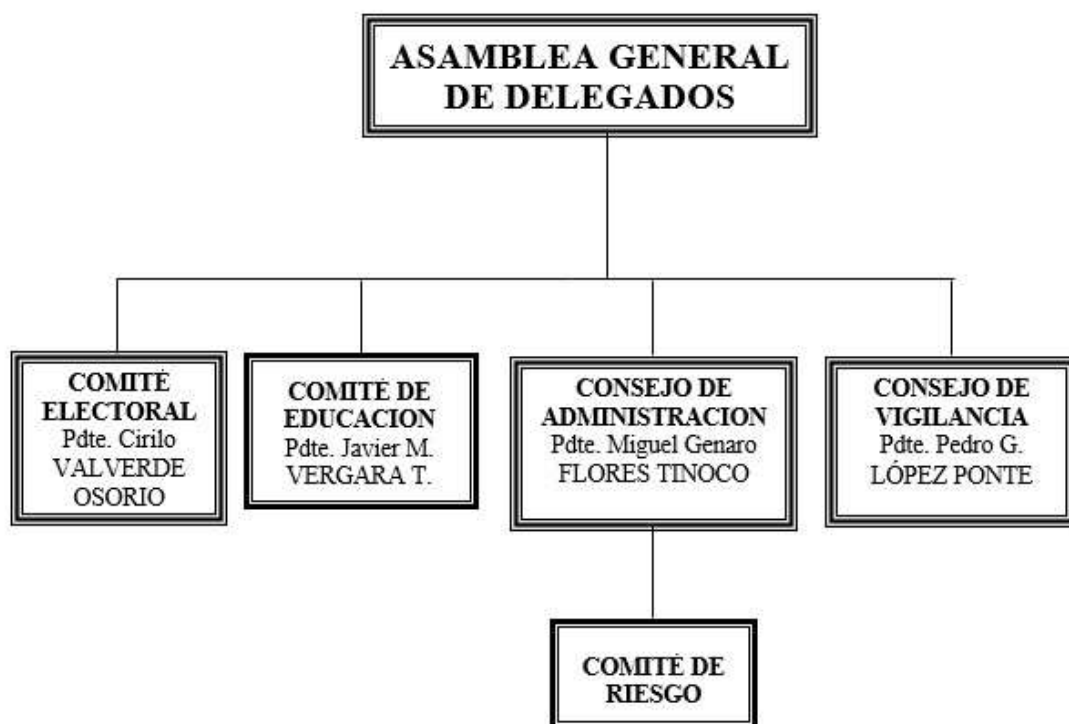 ASAMBLEA GENERAL
DE DELEGADOS
COMITÉ
ELECTORAL
Pdte. Cirilo
VALVERDE
OSORIO
COMITÉ DE
EDUCACION
Pdte. Javier M.
VERGARA T.
CONSEJO DE
ADMINISTRACION
Pdte. Miguel Genaro
FLORES TINOCO
CONSEJO DE
VIGILANCIA
Pdte. Pedro G.
LÓPEZ PONTE
COMITÉ DE
RIESGO